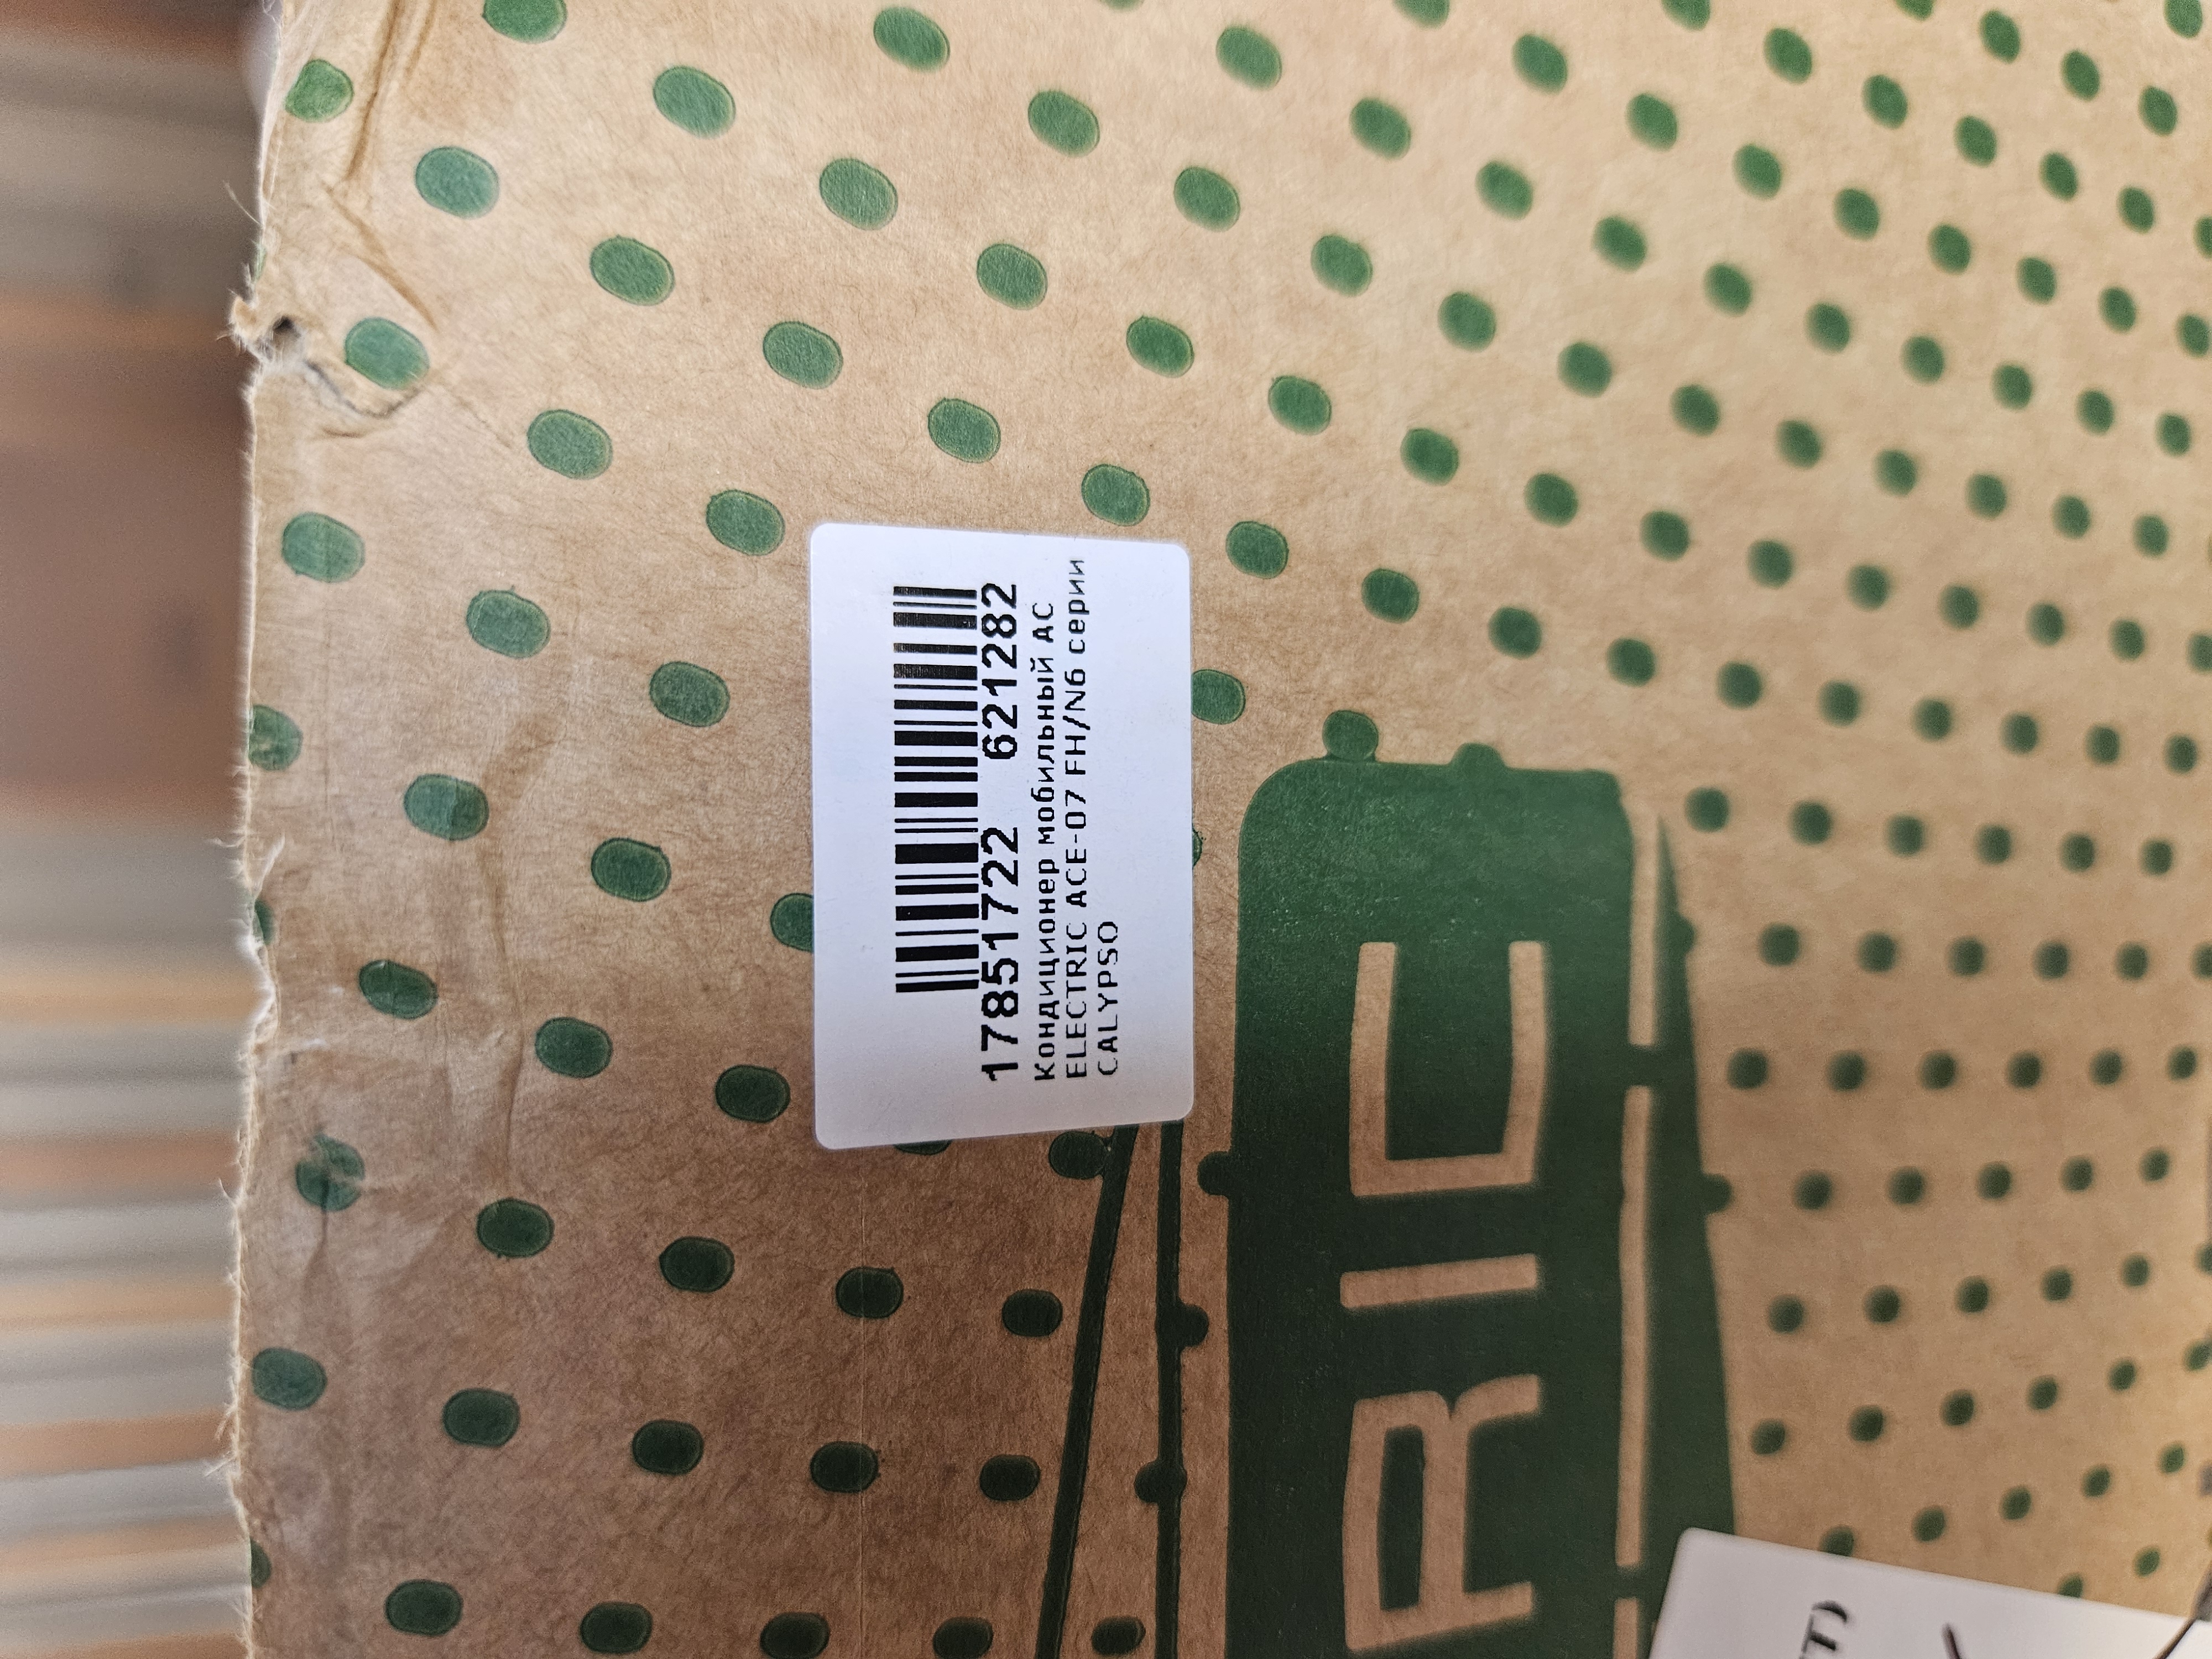 17851722 621282
Кондиционер мобильный AC
ELECTRIC ACE-07 FH/N6 серии
CALYPSO
RIC
T)